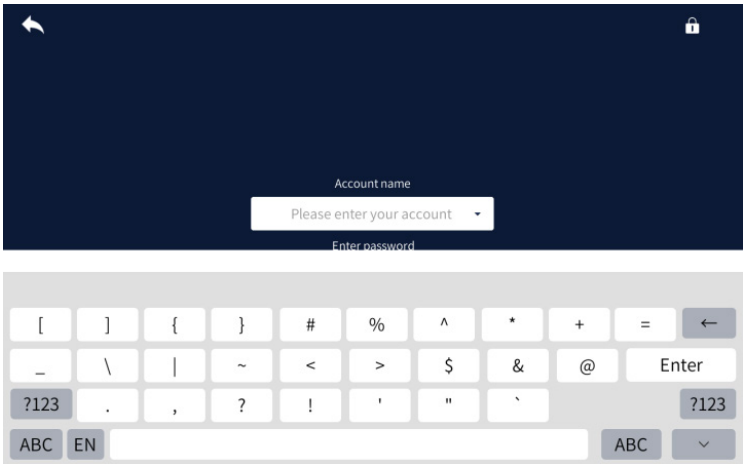 Account name
Please enter your account
Enter password
[ ] { } # % ^ * + = ←
_ \ | ~ < > $ & @ Enter
?123 . , ? ! ' " ` ?123
ABC EN ABC